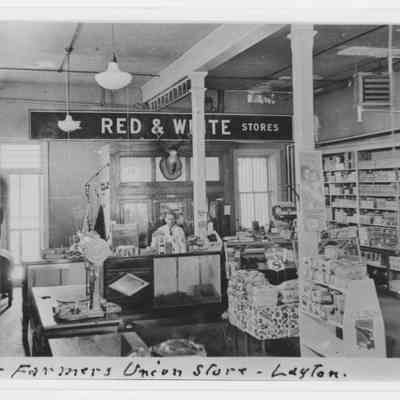 RED & WHITE STORES
Farmers Union Store - Layton.